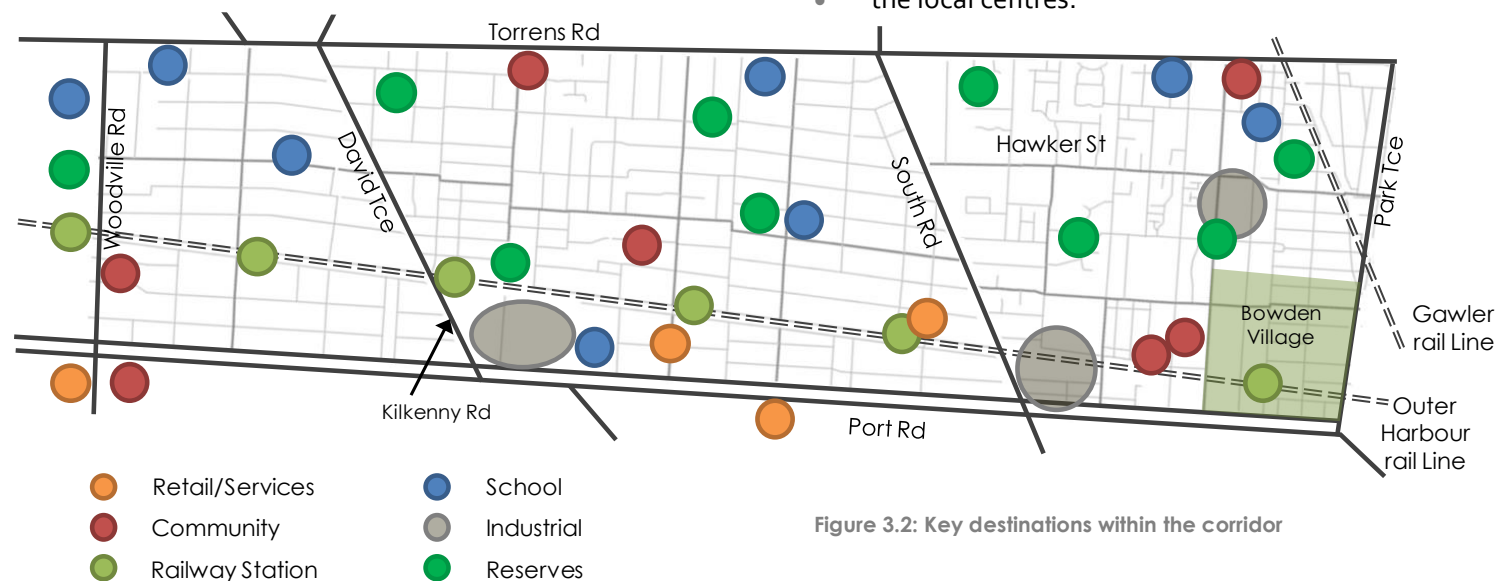 • the local centres.
Torrens Rd
Woodville Rd
David Tce
South Rd
Hawker St
Park Tce
Bowden
Village
Gawler
rail Line
Kilkenny Rd
Port Rd
Outer
Harbour
rail Line
Retail/Services
Community
Railway Station
School
Industrial
Reserves
Figure 3.2: Key destinations within the corridor